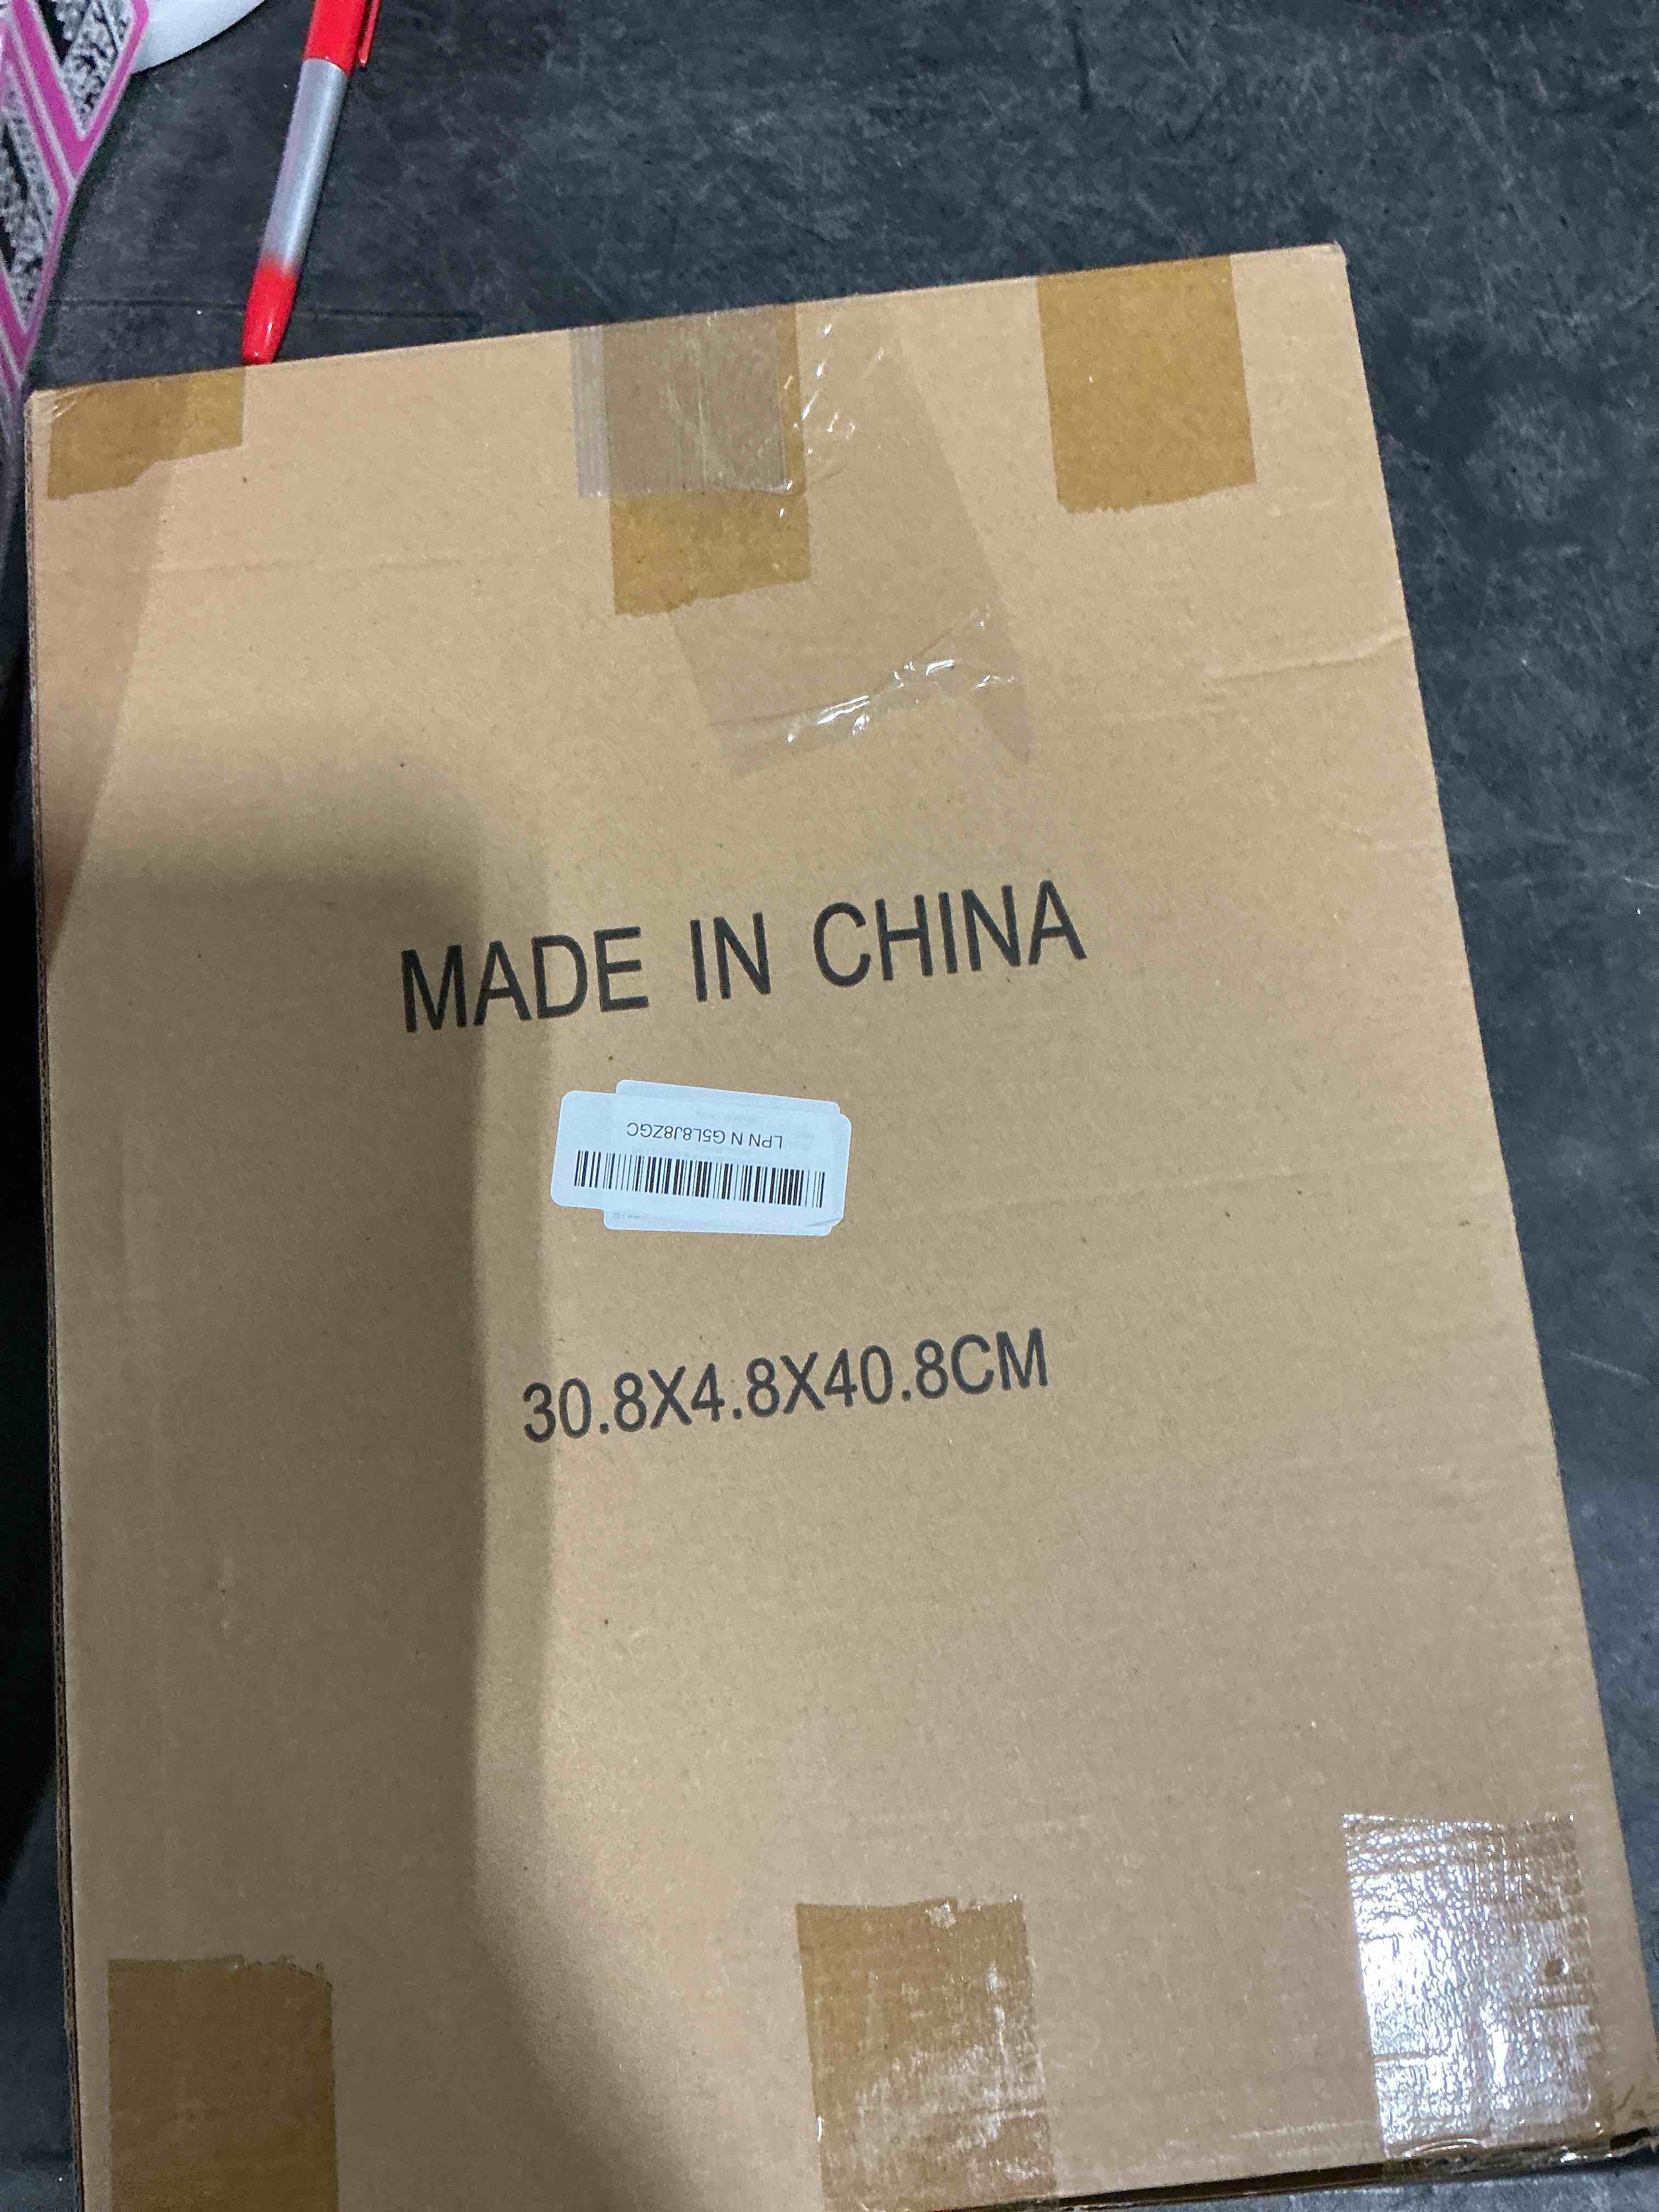 MADE IN CHINA
LPN N G5L8J8ZGC
30.8X4.8X40.8CM